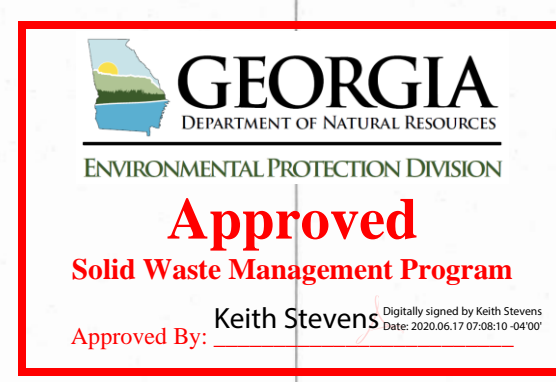 GEORGIA
DEPARTMENT OF NATURAL RESOURCES
ENVIRONMENTAL PROTECTION DIVISION
Approved
Solid Waste Management Program
Approved By: Keith Stevens
Digitally signed by Keith Stevens
Date: 2020.06.17 07:08:10 -04'00'